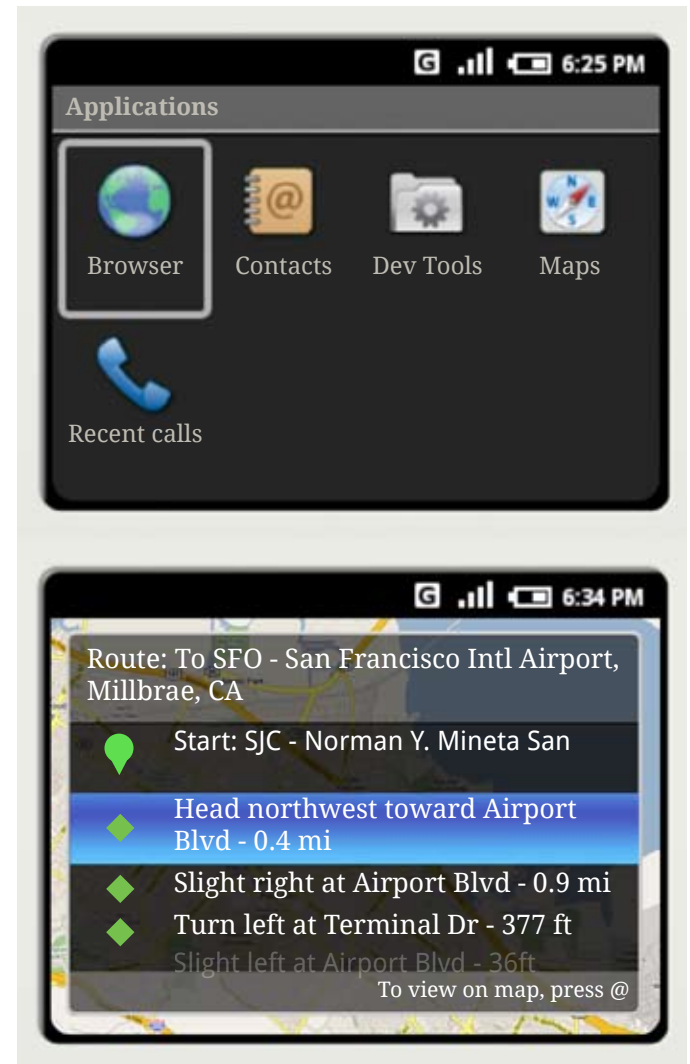 G 6:25 PM
Applications
Browser Contacts Dev Tools Maps
Recent calls
G 6:34 PM
Route: To SFO - San Francisco Intl Airport,
Millbrae, CA
Start: SJC - Norman Y. Mineta San
Head northwest toward Airport
Blvd - 0.4 mi
Slight right at Airport Blvd - 0.9 mi
Turn left at Terminal Dr - 377 ft
Slight left at Airport Blvd - 36ft
To view on map, press @